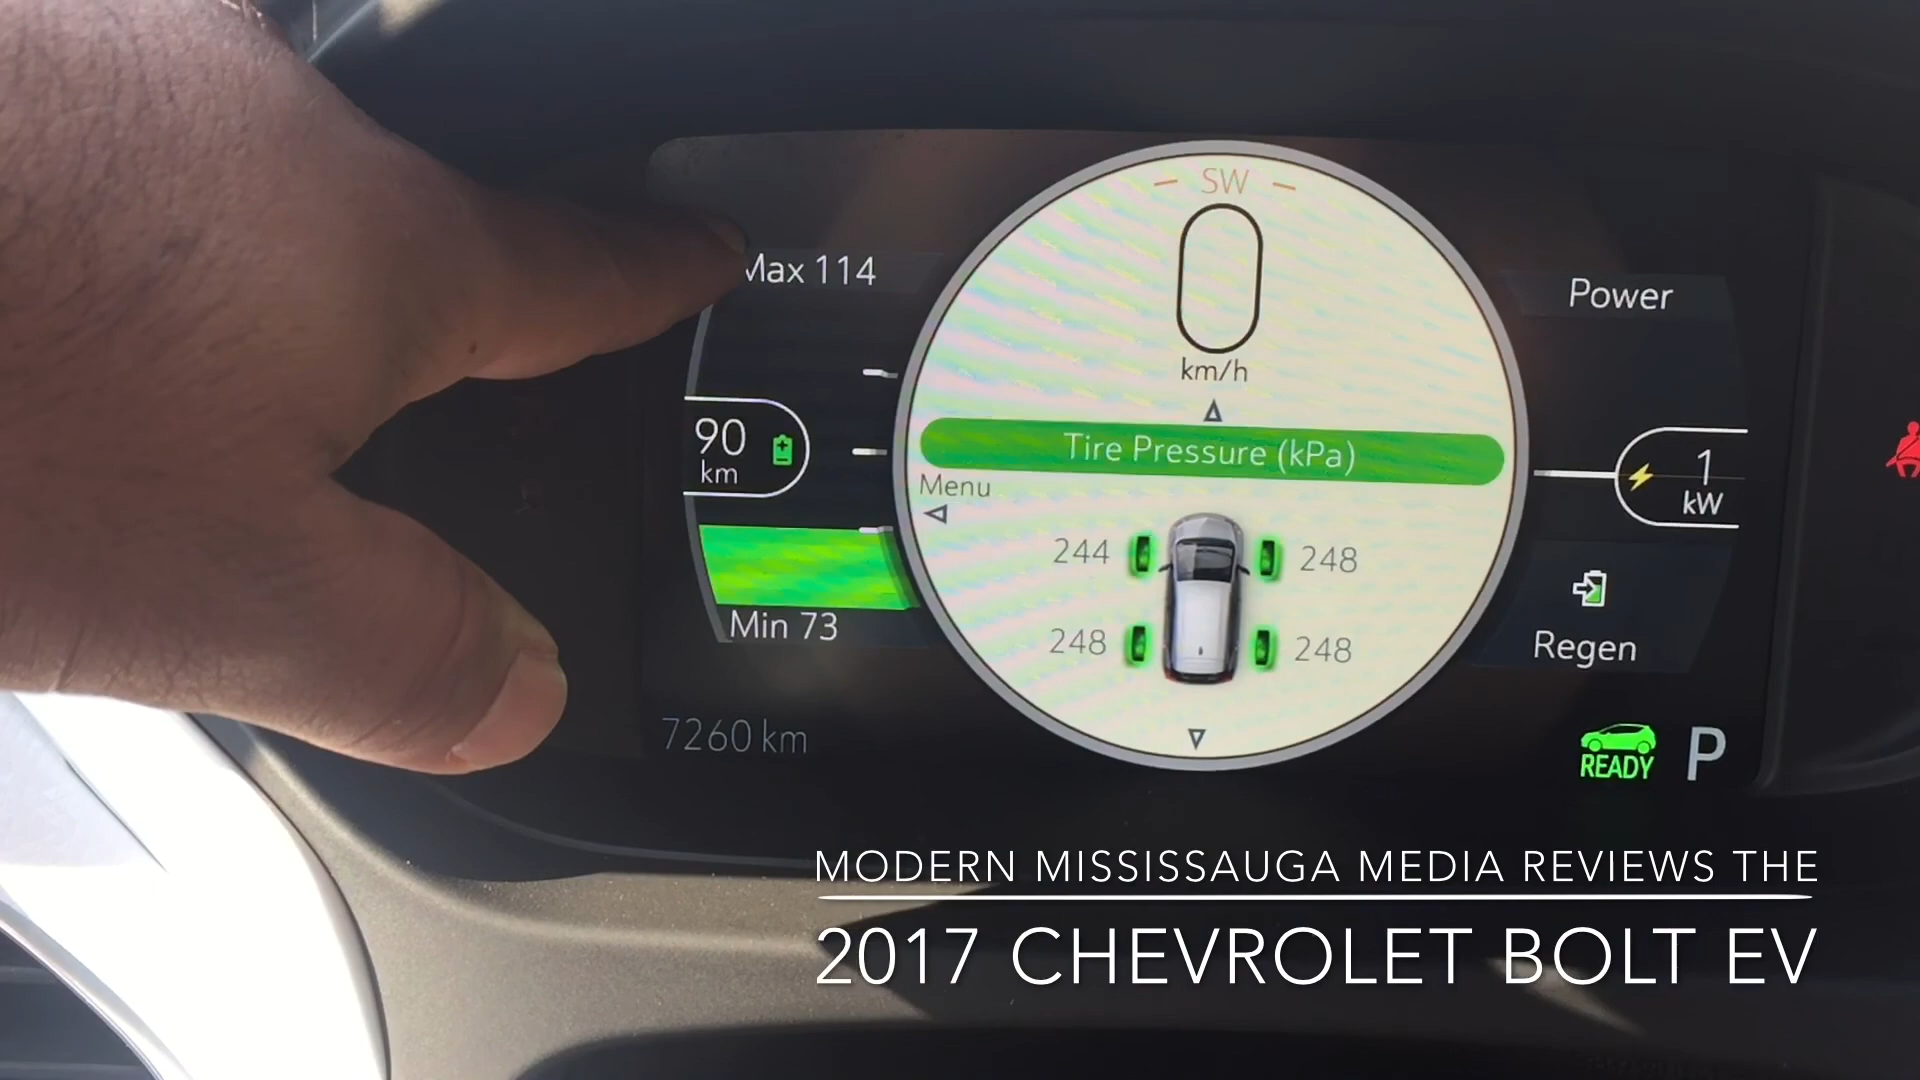 SW
0
km/h
Max 114
Power
90
km
Tire Pressure (kPa)
1
kW
Menu
244
248
248
248
Min 73
Regen
7260 km
READY
P
MODERN MISSISSAUGA MEDIA REVIEWS THE
2017 CHEVROLET BOLT EV